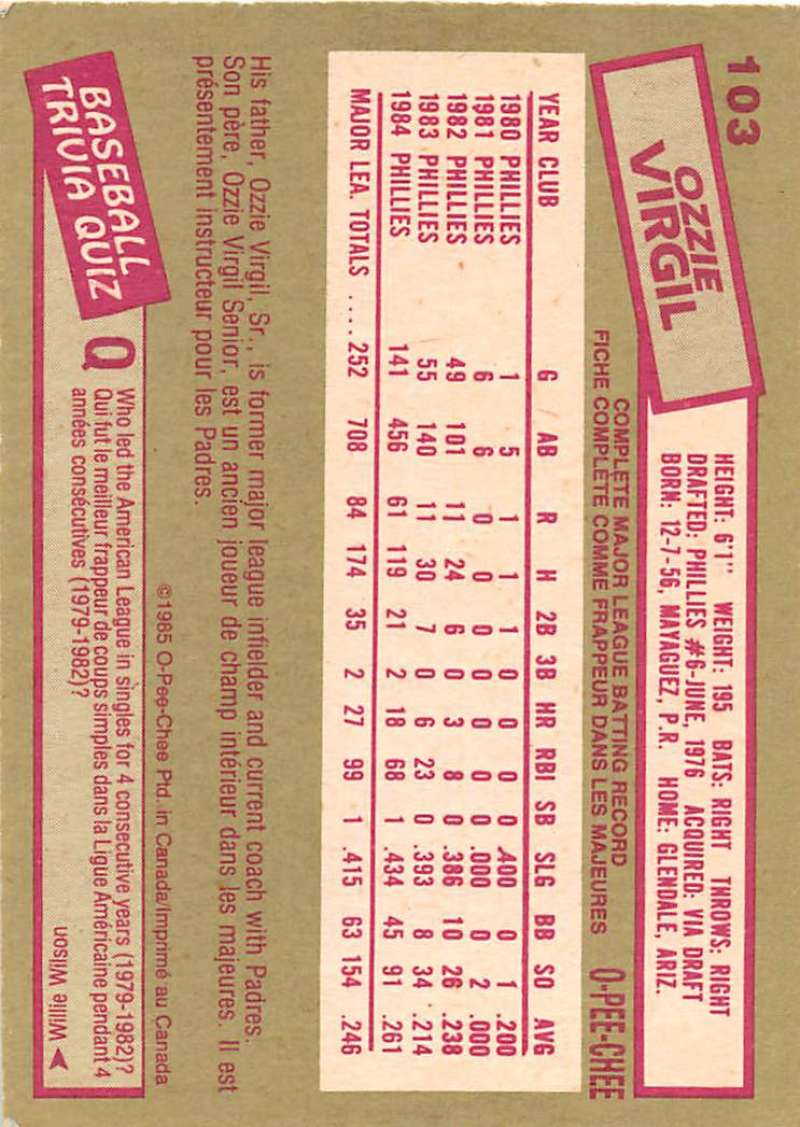 103
OZZIE
VIRGIL
HEIGHT: 6'1" WEIGHT: 195 BATS: RIGHT THROWS: RIGHT
DRAFTED: PHILLIES #6-JUNE, 1976 ACQUIRED: VIA DRAFT
BORN: 12-7-56, MAYAGUEZ, P.R. HOME: GLENDALE, ARIZ.
COMPLETE MAJOR LEAGUE BATTING RECORD
FICHE COMPLÈTE COMME FRAPPEUR DANS LES MAJEURES
O-PEE-CHEE
YEAR CLUB G AB R H 2B 3B HR RBI SB SLG BB SO AVG
1980 PHILLIES 1 5 1 1 1 0 0 0 0 .400 0 1 .200
1981 PHILLIES 6 6 0 0 0 0 0 0 0 .000 0 2 .000
1982 PHILLIES 49 101 11 24 6 0 3 8 0 .386 10 26 .238
1983 PHILLIES 55 140 11 30 7 0 6 23 0 .393 8 34 .214
1984 PHILLIES 141 456 61 119 21 2 18 68 1 .434 45 91 .261
MAJOR LEA. TOTALS .... 252 708 84 174 35 2 27 99 1 .415 63 154 .246
His father, Ozzie Virgil, Sr., is former major league infielder and current coach with Padres.
Son père, Ozzie Virgil Senior, est un ancien joueur de champ intérieur dans les majeures. Il est
présentement instructeur pour les Padres.
©1985 O-Pee-Chee Ptd. in Canada/Imprimé au Canada
BASEBALL
TRIVIA QUIZ
Q
Who led the American League in singles for 4 consecutive years (1979-1982)?
Qui fut le meilleur frappeur de coups simples dans la Ligue Américaine pendant 4
années consécutives (1979-1982)?
Willie Wilson